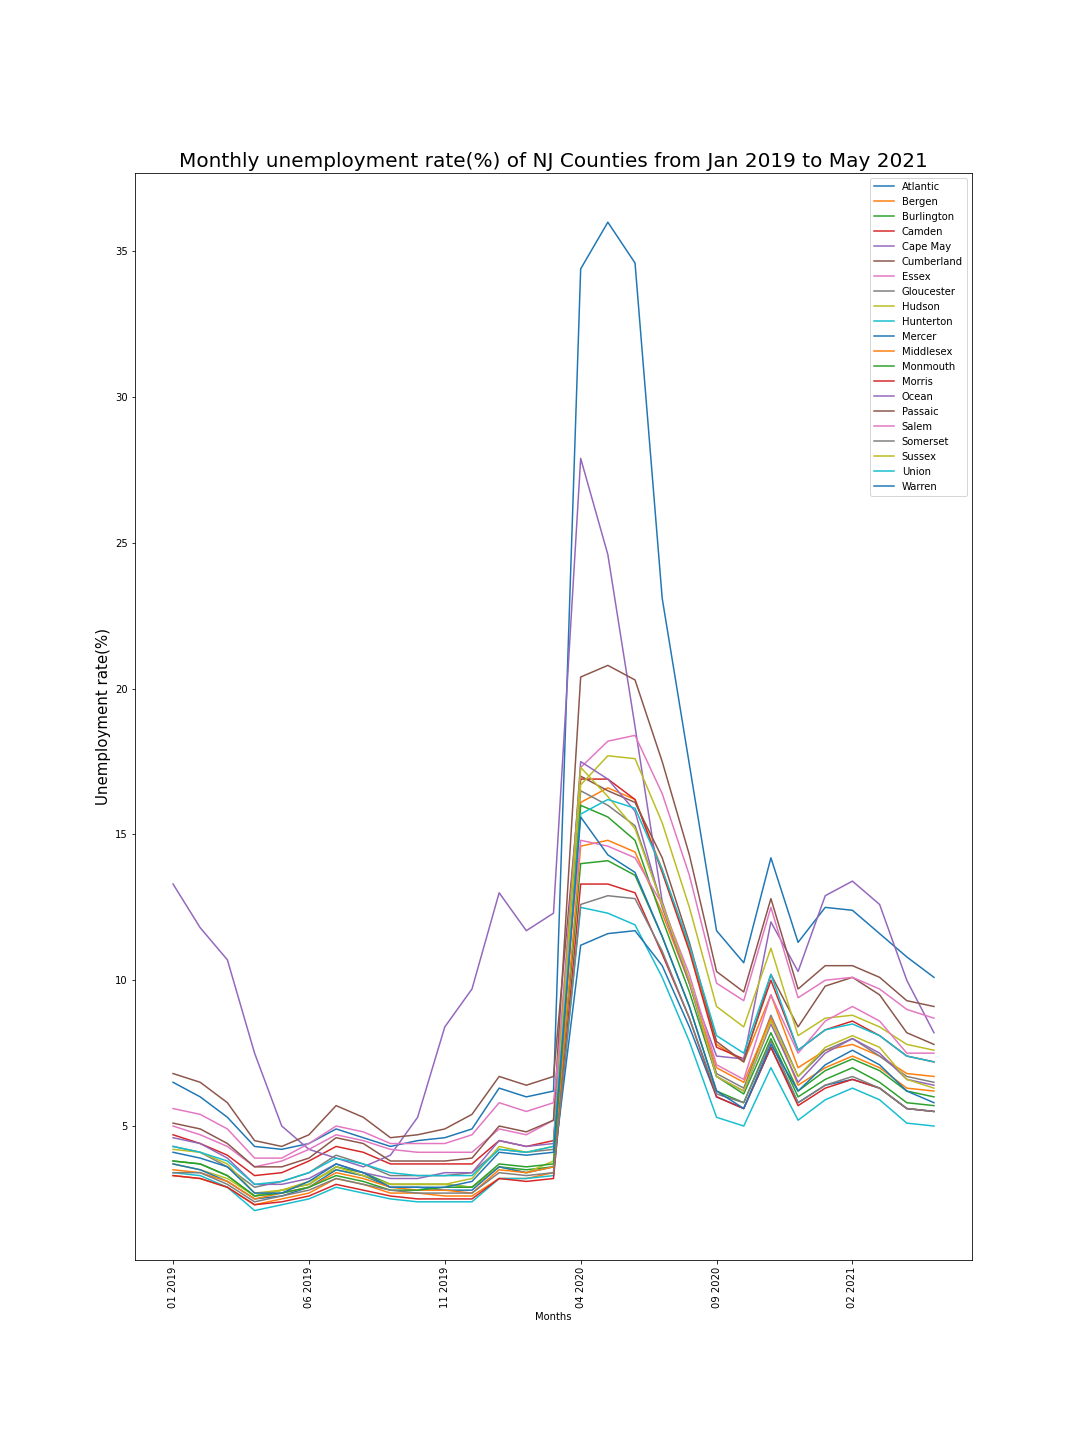 Monthly unemployment rate(%) of NJ Counties from Jan 2019 to May 2021
Atlantic
Bergen
Burlington
Camden
Cape May
Cumberland
Essex
Gloucester
Hudson
Hunterton
Mercer
Middlesex
Monmouth
Morris
Ocean
Passaic
Salem
Somerset
Sussex
Union
Warren
Unemployment rate(%)
35
30
25
20
15
10
5
01 2019
06 2019
11 2019
04 2020
09 2020
02 2021
Months